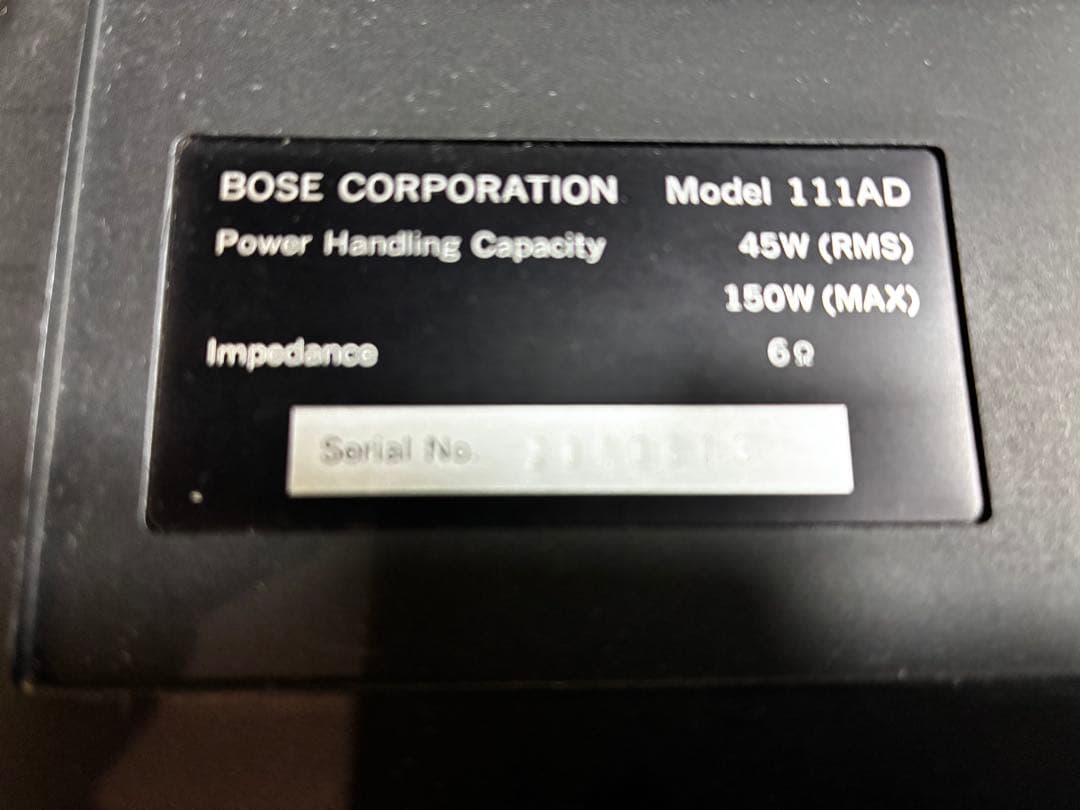 BOSE CORPORATION Model 111AD
Power Handling Capacity 45W (RMS)
150W (MAX)
Impedance 6Ω
Serial No.